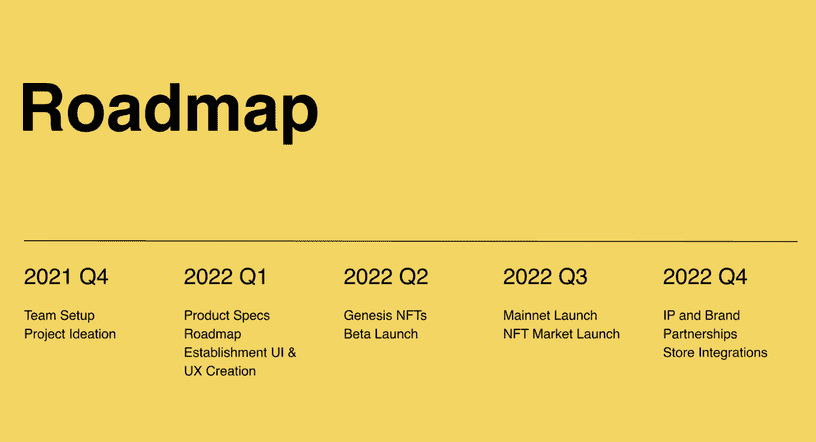 Roadmap
2021 Q4
Team Setup
Project Ideation
2022 Q1
Product Specs
Roadmap
Establishment UI &
UX Creation
2022 Q2
Genesis NFTs
Beta Launch
2022 Q3
Mainnet Launch
NFT Market Launch
2022 Q4
IP and Brand
Partnerships
Store Integrations